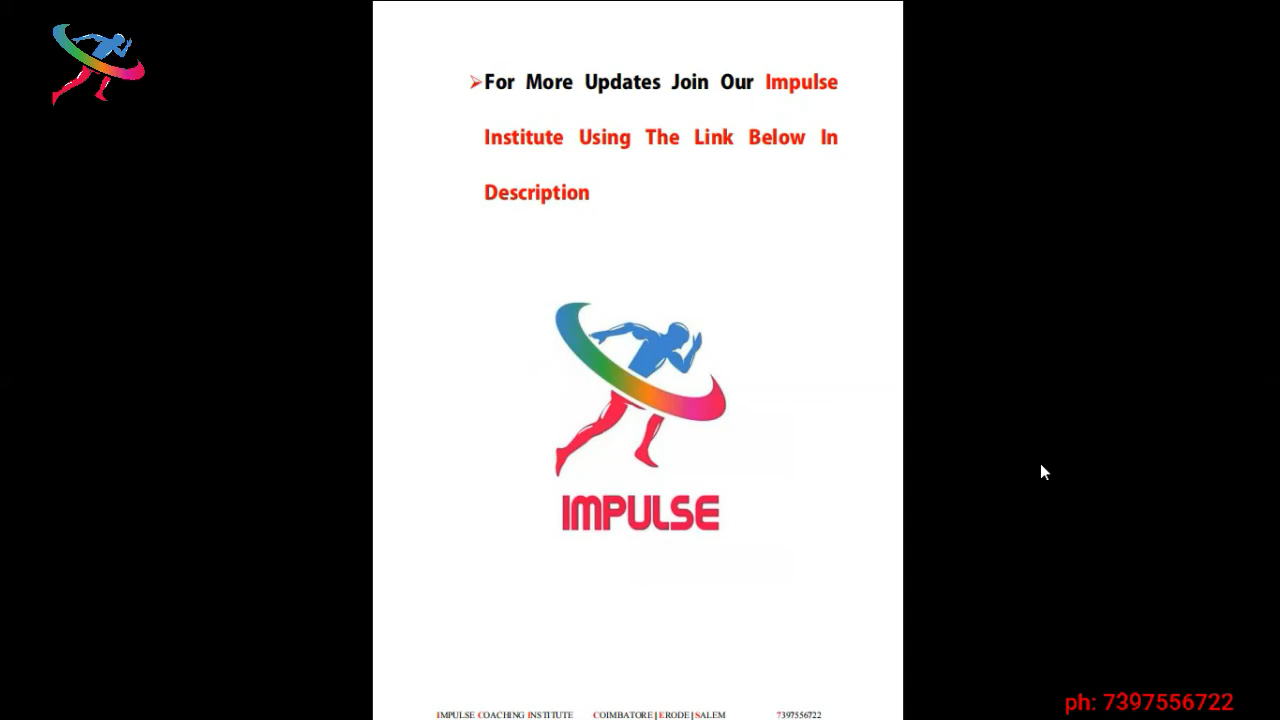 ➢For More Updates Join Our Impulse
Institute Using The Link Below In
Description
IMPULSE
IMPULSE COACHING INSTITUTE COIMBATORE | ERODE | SALEM 7397556722
ph: 7397556722